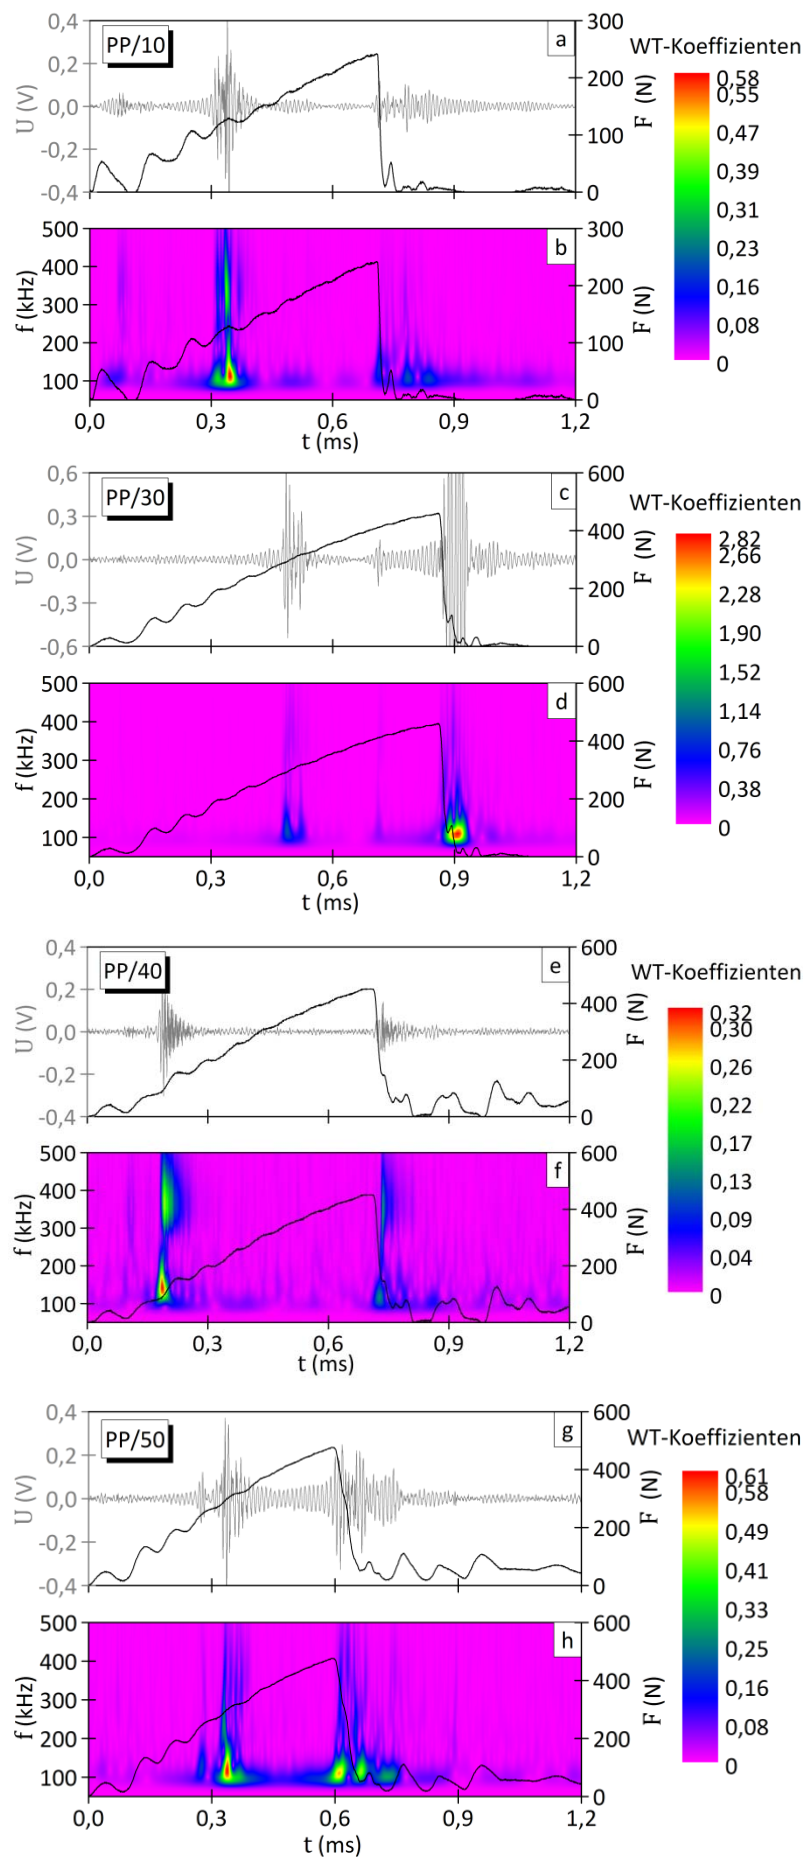 PP/10
a
0,4
0,2
0,0
-0,2
-0,4
U (V)
300
200
100
0
F (N)
WT-Koeffizienten
0,58
0,55
0,47
0,39
0,31
0,23
0,16
0,08
0
b
500
400
300
200
100
f (kHz)
300
200
100
0
F (N)
0,0 0,3 0,6 0,9 1,2
t (ms)
PP/30
c
0,6
0,3
0,0
-0,3
-0,6
U (V)
600
400
200
0
F (N)
WT-Koeffizienten
2,82
2,66
2,28
1,90
1,52
1,14
0,76
0,38
0
d
500
400
300
200
100
f (kHz)
600
400
200
0
F (N)
0,0 0,3 0,6 0,9 1,2
t (ms)
PP/40
e
0,4
0,2
0,0
-0,2
-0,4
U (V)
600
400
200
0
F (N)
WT-Koeffizienten
0,32
0,30
0,26
0,22
0,17
0,13
0,09
0,04
0
f
500
400
300
200
100
f (kHz)
600
400
200
0
F (N)
0,0 0,3 0,6 0,9 1,2
t (ms)
PP/50
g
0,4
0,2
0,0
-0,2
-0,4
U (V)
600
400
200
0
F (N)
WT-Koeffizienten
0,61
0,58
0,49
0,41
0,33
0,25
0,16
0,08
0
h
500
400
300
200
100
f (kHz)
600
400
200
0
F (N)
0,0 0,3 0,6 0,9 1,2
t (ms)